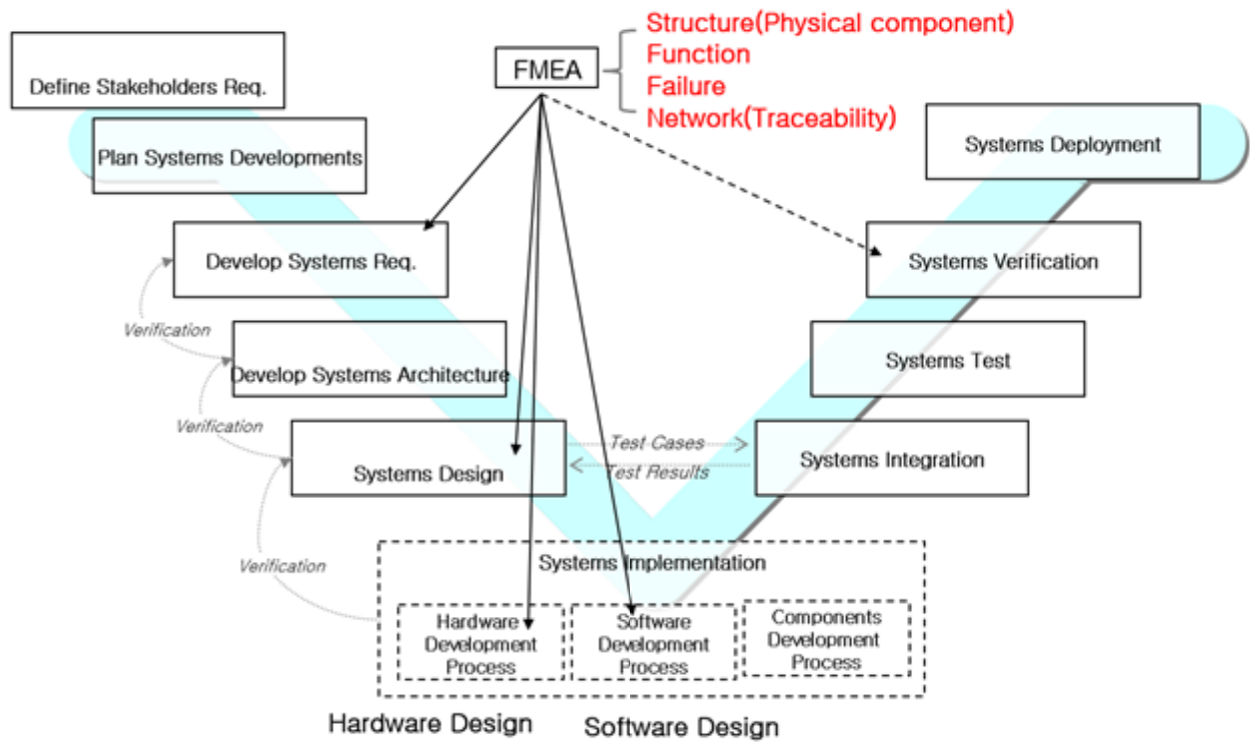 Structure(Physical component)
Function
Failure
Network(Traceability)
FMEA
Define Stakeholders Req.
Plan Systems Developments
Systems Deployment
Develop Systems Req.
Systems Verification
Verification
Develop Systems Architecture
Systems Test
Verification
Systems Design
Test Cases
Test Results
Systems Integration
Verification
Systems Implementation
Hardware
Development
Process
Software
Development
Process
Components
Development
Process
Hardware Design
Software Design